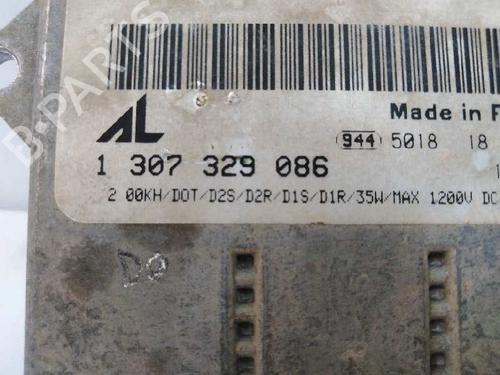 B-PARTS
AL
Made in F
944 5018 18
1 307 329 086
2 00KH/DOT/D2S/D2R/D1S/D1R/35W/MAX 1200V DC
DO